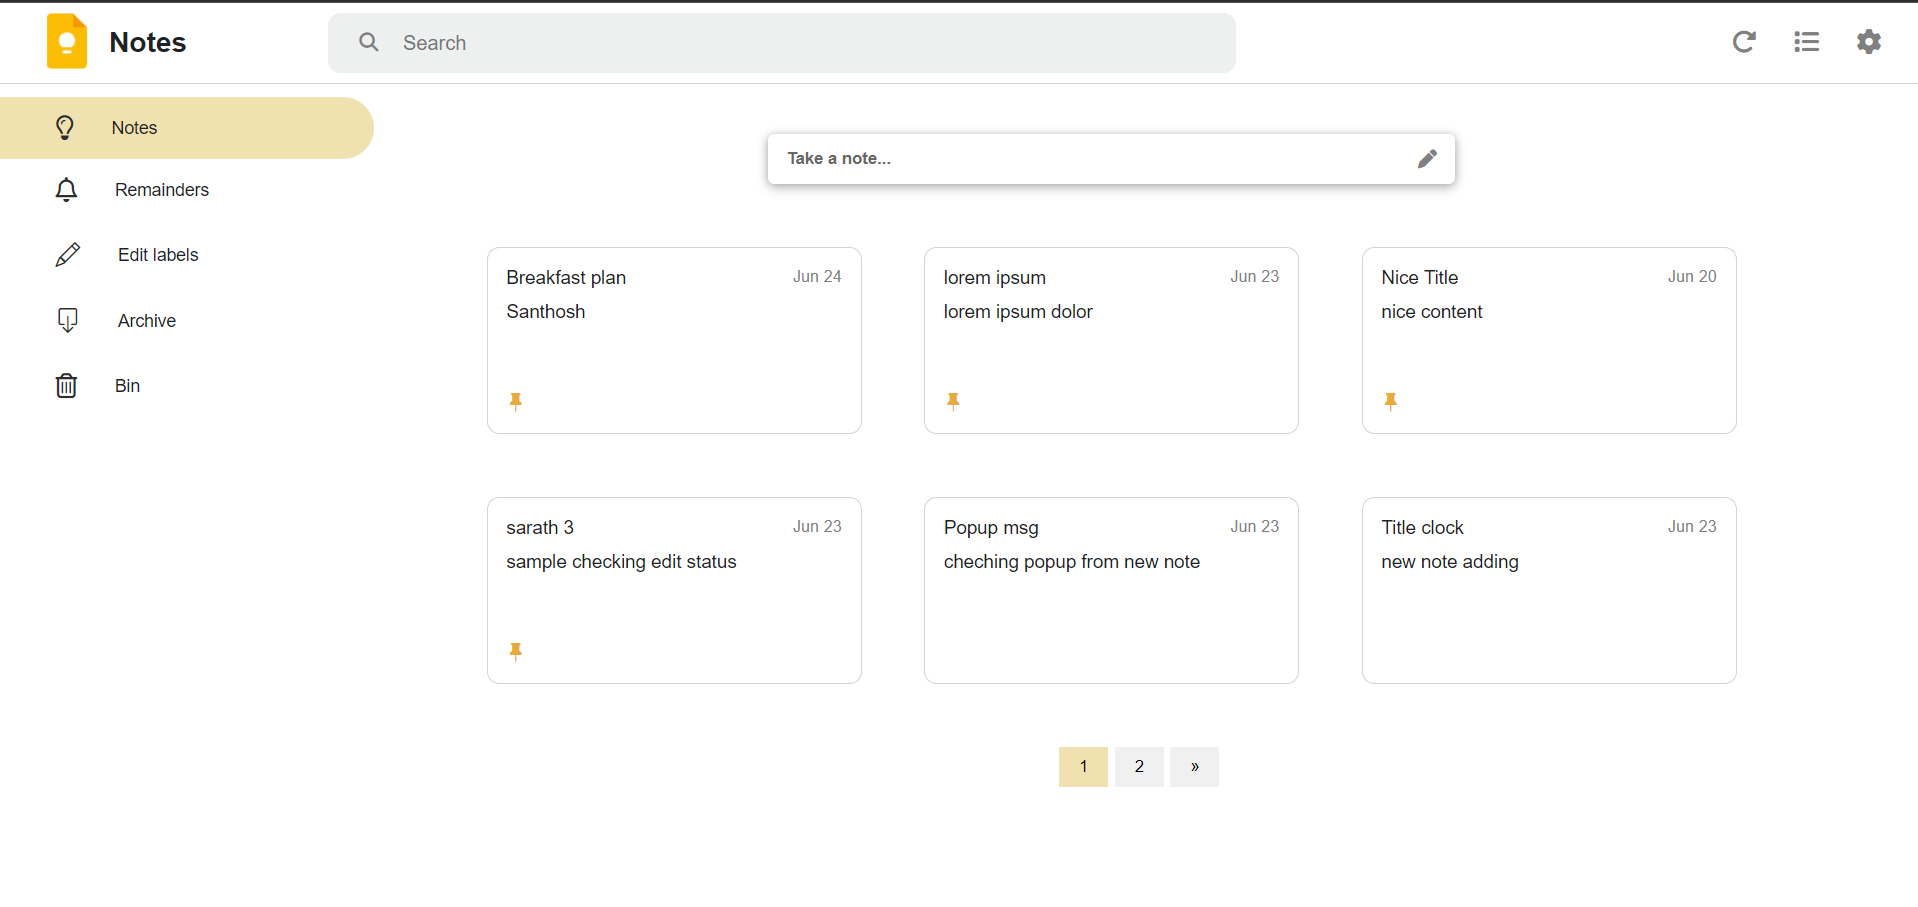 Notes
Search
Notes
Remainders
Edit labels
Archive
Bin
Take a note...
Breakfast plan Jun 24
Santhosh
lorem ipsum Jun 23
lorem ipsum dolor
Nice Title Jun 20
nice content
sarath 3 Jun 23
sample checking edit status
Popup msg Jun 23
cheching popup from new note
Title clock Jun 23
new note adding
1 2 »